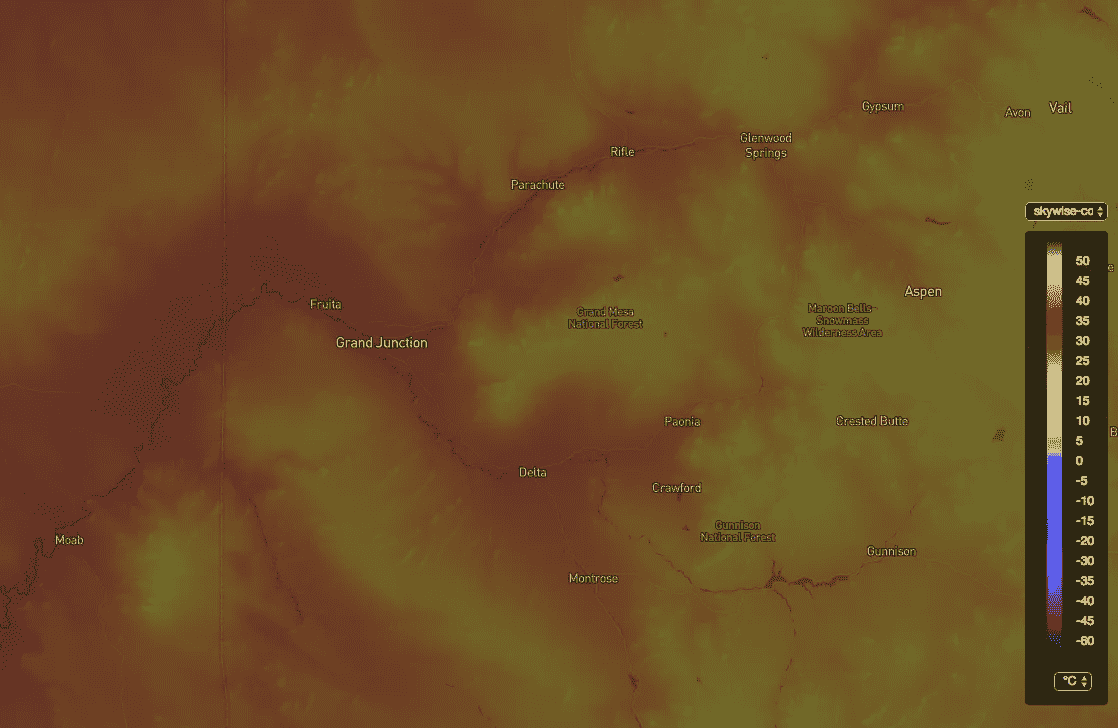 Vail
Avon
Gypsum
Glenwood
Springs
Rifle
Parachute
skywise-cc
e
Aspen
Fruita
Grand Mesa
National Forest
Maroon Bells-
Snowmass
Wilderness Area
Grand Junction
Paonia
Crested Butte
B
Delta
Crawford
Gunnison
National Forest
Moab
Gunnison
Montrose
50
45
40
35
30
25
20
15
10
5
0
-5
-10
-15
-20
-30
-35
-40
-45
-60
°C